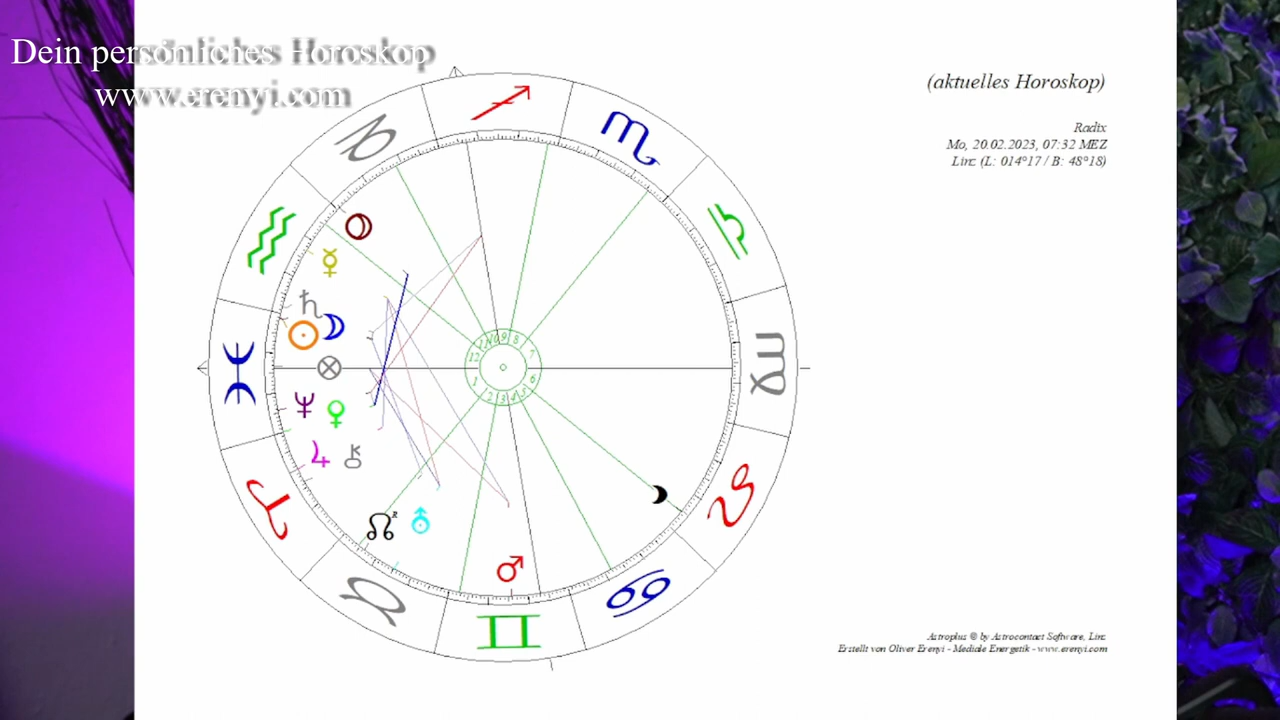 Dein persönliches Horoskop
www.erenyi.com
(aktuelles Horoskop)
Radix
Mo, 20.02.2023, 07:32 MEZ
Linz (L: 014°17 / B: 48°18)
Astroplus © by Astrocontact Software, Linz
Erstellt von Oliver Erenyi - Mediale Energetik - www.erenyi.com